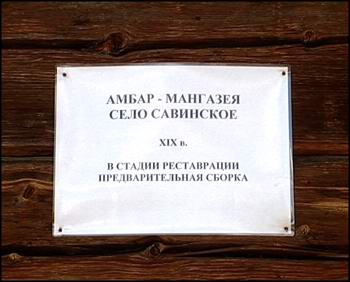 АМБАР - МАНГАЗЕЯ
СЕЛО САВИНСКОЕ
XIX в.
В СТАДИИ РЕСТАВРАЦИИ
ПРЕДВАРИТЕЛЬНАЯ СБОРКА